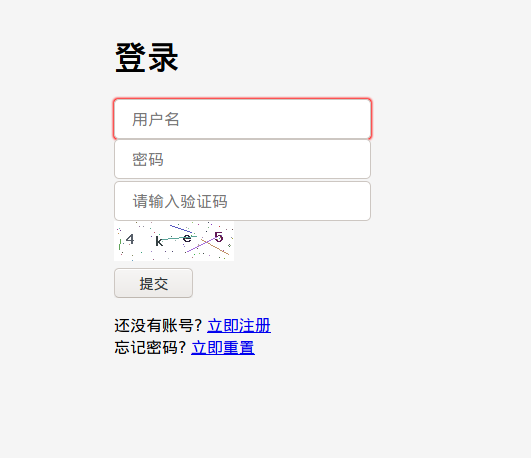 登录
用户名
密码
请输入验证码
4 k e 5
提交
还没有账号? 立即注册
忘记密码? 立即重置